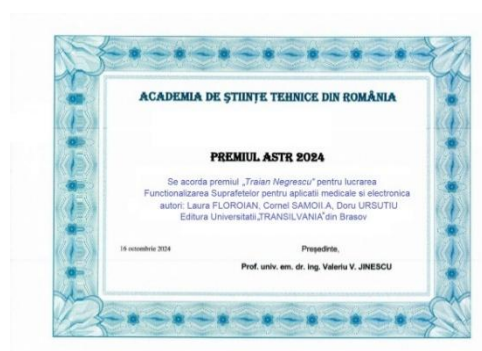 ACADEMIA DE ŞTIINŢE TEHNICE DIN ROMÂNIA
PREMIUL ASTR 2024
Se acorda premiul „Traian Negrescu" pentru lucrarea
Functionalizarea Suprafetelor pentru aplicatii medicale si electronica
autori: Laura FLOROIAN, Cornel SAMOILA, Doru URSUTIU
Editura Universitatii„TRANSILVANIA"din Brasov
16 octombrie 2024
Preşedinte,
Prof. univ. em. dr. ing. Valeriu V. JINESCU